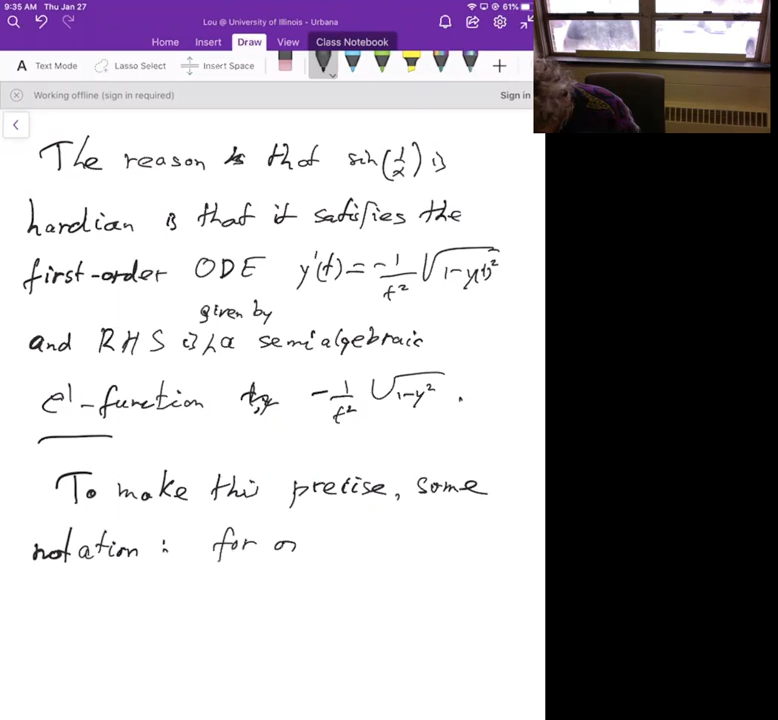 9:35 AM Thu Jan 27
61%
Lou @ University of Illinois - Urbana
Home Insert Draw View Class Notebook
A Text Mode Lasso Select Insert Space
Working offline (sign in required) Sign in
The reason is that sin(1/x) is
hardian is that it satisfies the
first-order ODE y'(t) = -1/t² √(1-y(t)²)
given by
and RHS is a semialgebraic
C¹-function t,y -1/t² √(1-y²).
To make this precise, some
notation: for